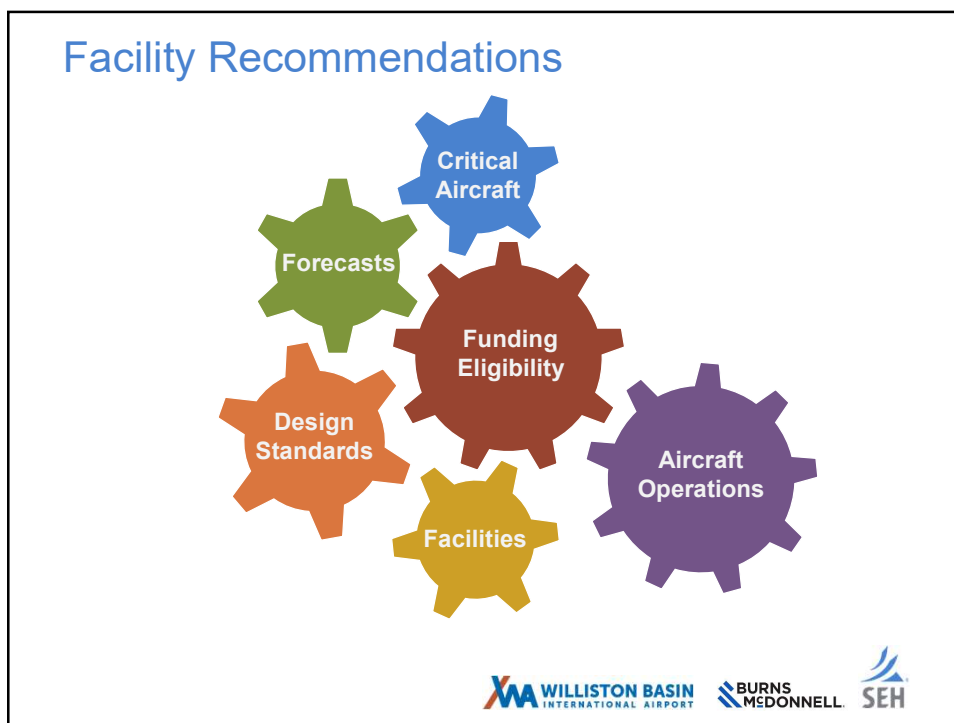 Facility Recommendations
Critical
Aircraft
Forecasts
Funding
Eligibility
Design
Standards
Aircraft
Operations
Facilities
XWA WILLISTON BASIN
INTERNATIONAL AIRPORT
BURNS
McDONNELL.
SEH